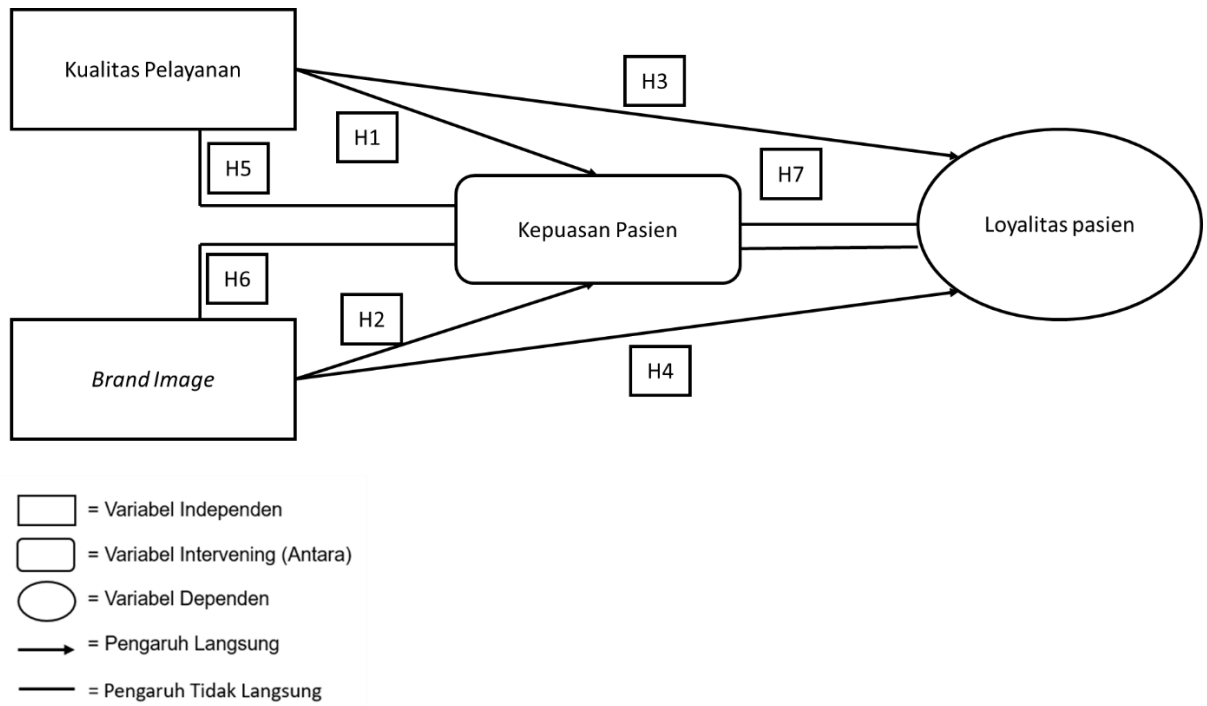 Kualitas Pelayanan
H3
H1
H5
H7
Kepuasan Pasien
Loyalitas pasien
H6
H2
Brand Image
H4
= Variabel Independen
= Variabel Intervening (Antara)
= Variabel Dependen
= Pengaruh Langsung
= Pengaruh Tidak Langsung